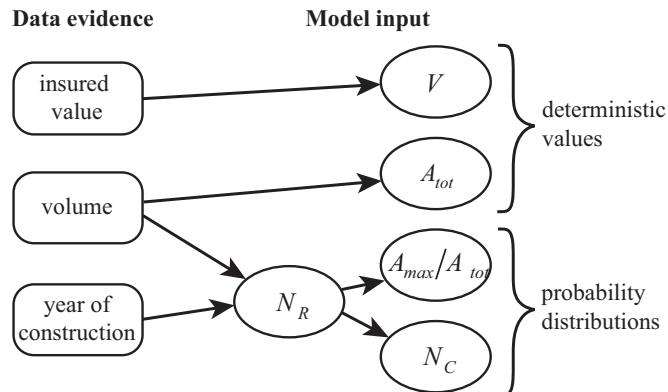 Data evidence
Model input
insured
value
V
deterministic
values
volume
A_tot
A_max/A_tot
year of
construction
N_R
probability
distributions
N_C